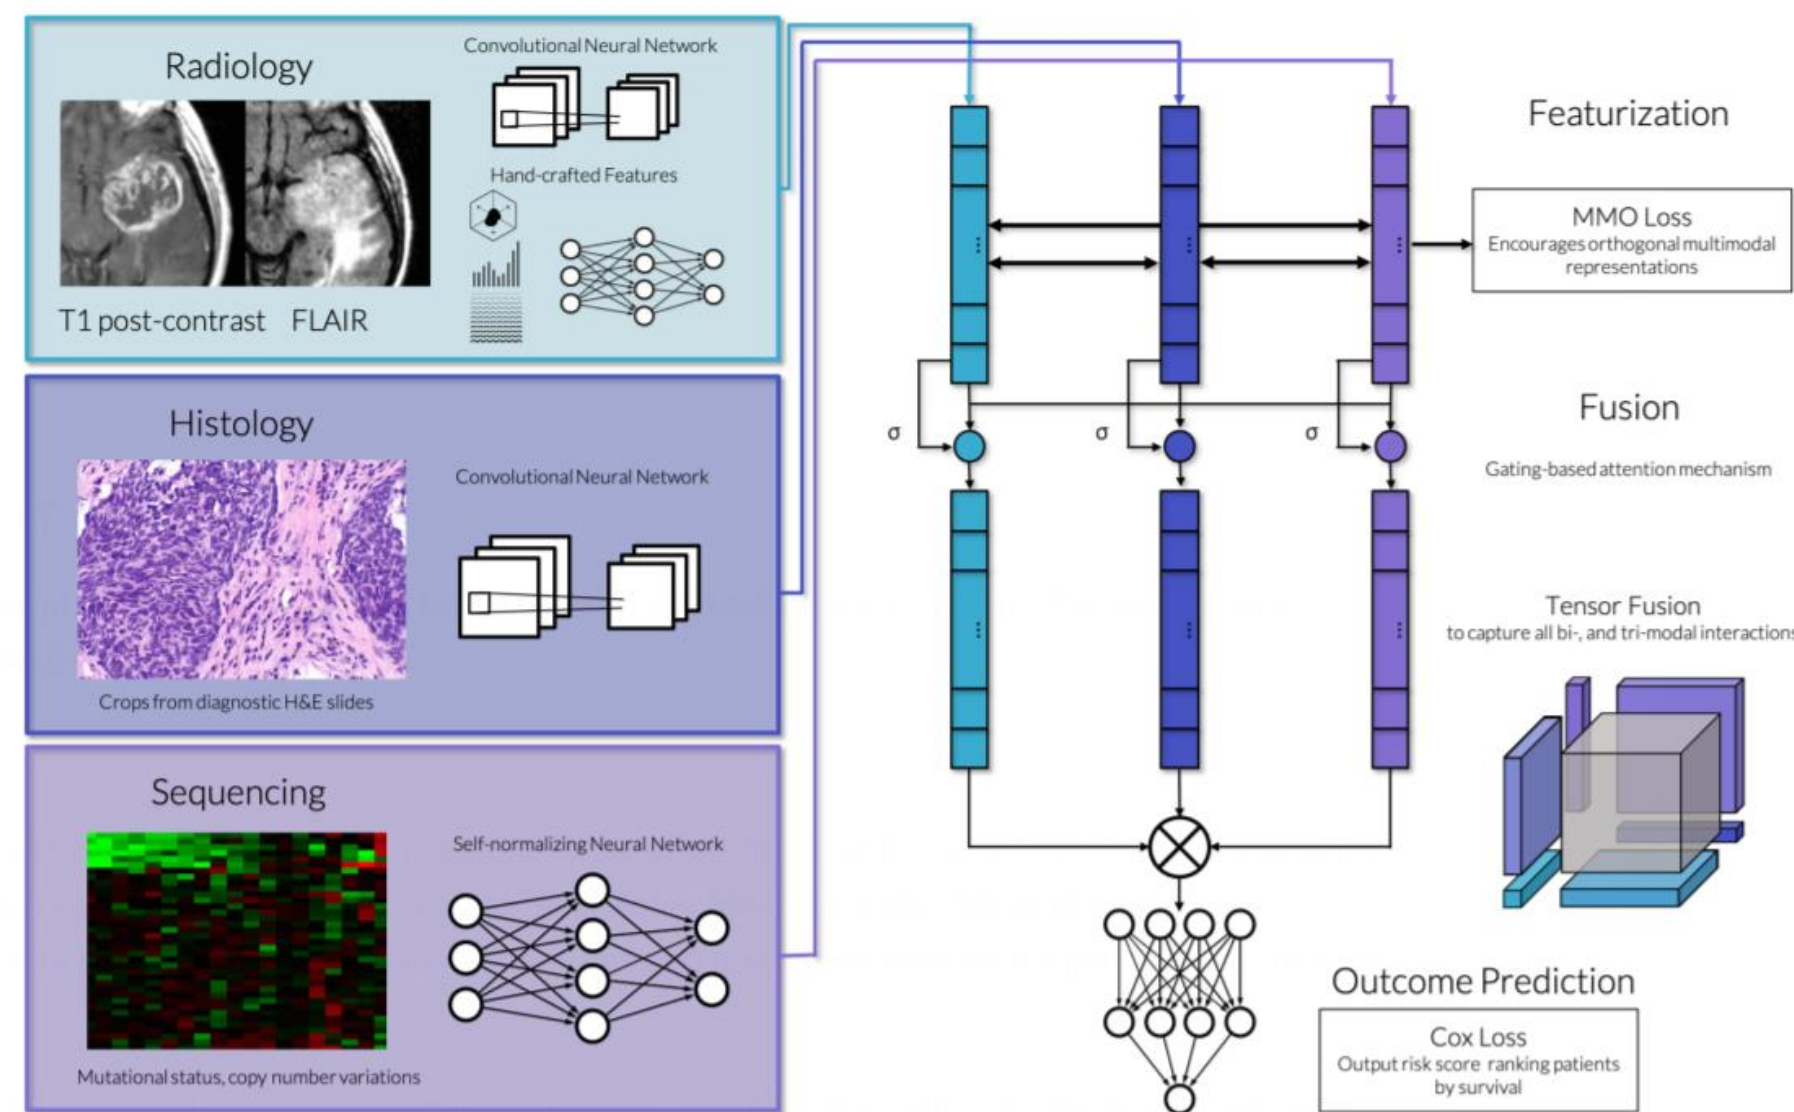 Radiology
Convolutional Neural Network
Hand-crafted Features
T1 post-contrast FLAIR
Histology
Convolutional Neural Network
Crops from diagnostic H&E slides
Sequencing
Self-normalizing Neural Network
Mutational status, copy number variations
Featurization
MMO Loss
Encourages orthogonal multimodal
representations
...
...
...
σ
σ
σ
Fusion
Gating-based attention mechanism
...
...
...
Tensor Fusion
to capture all bi-, and tri-modal interactions
Outcome Prediction
Cox Loss
Output risk score ranking patients
by survival